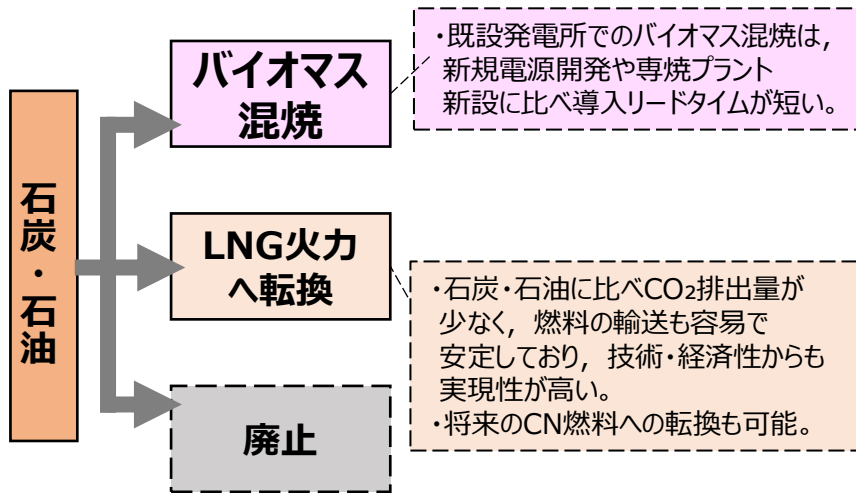 石炭・石油
バイオマス
混焼
・既設発電所でのバイオマス混焼は，
新規電源開発や専焼プラント
新設に比べ導入リードタイムが短い。
LNG火力
へ転換
・石炭・石油に比べCO₂排出量が
少なく，燃料の輸送も容易で
安定しており，技術・経済性からも
実現性が高い。
・将来のCN燃料への転換も可能。
廃止